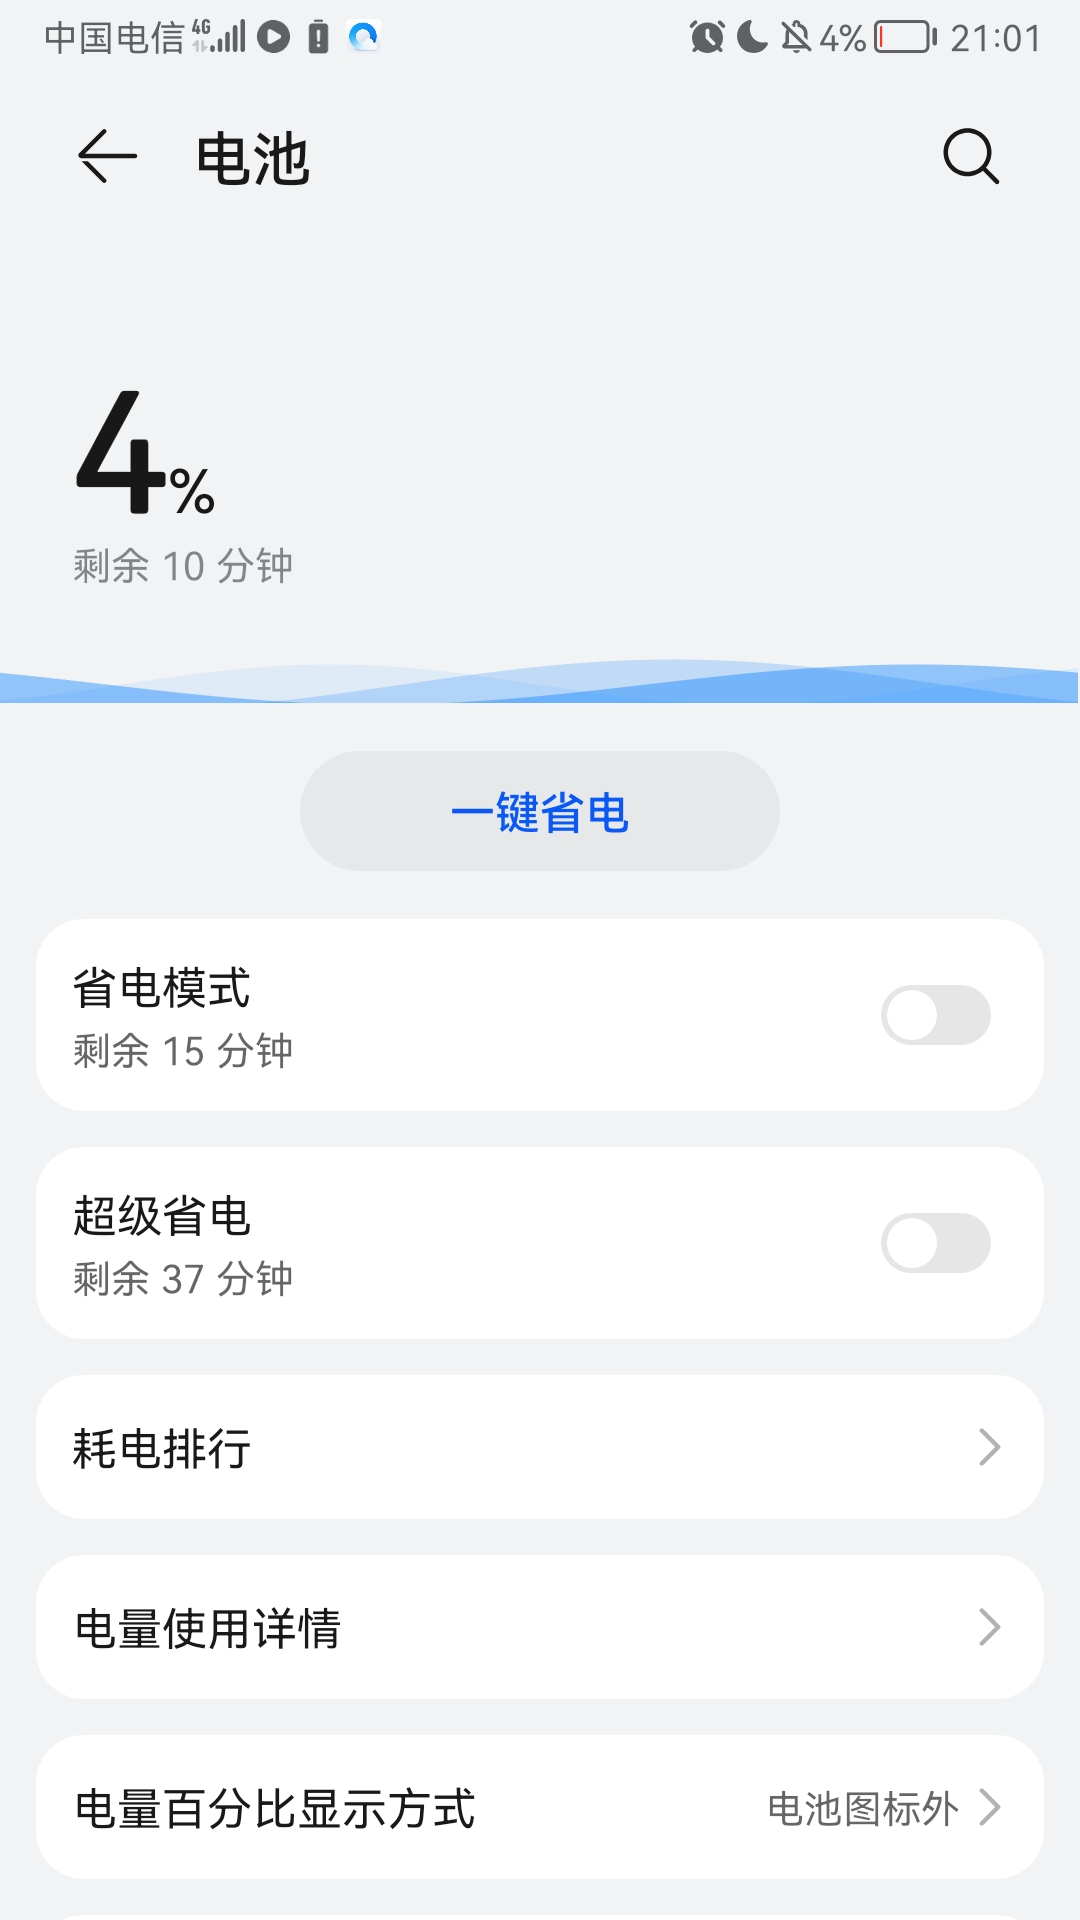 中国电信 4G 4% 21:01
电池
4%
剩余 10 分钟
一键省电
省电模式
剩余 15 分钟
超级省电
剩余 37 分钟
耗电排行
电量使用详情
电量百分比显示方式 电池图标外